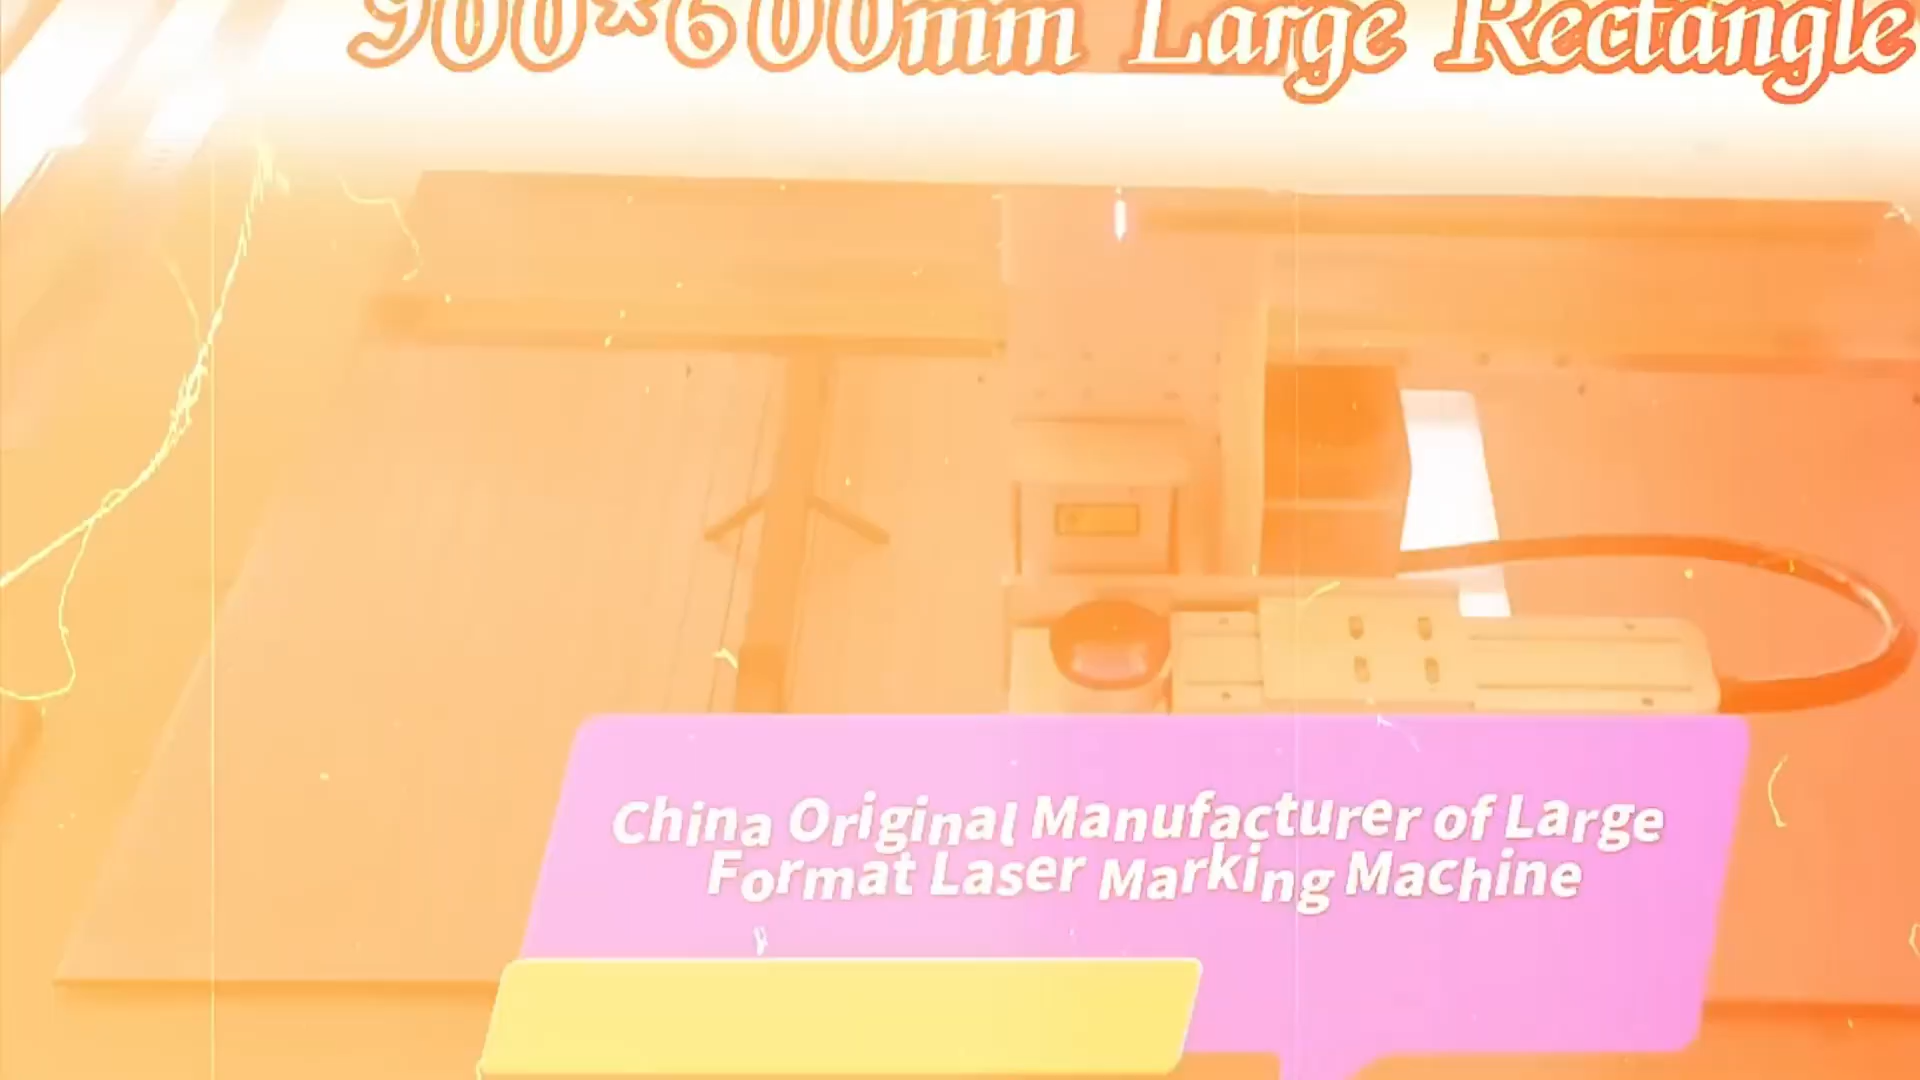 900*600mm Large Rectangle
China Original Manufacturer of Large
Format Laser Marking Machine